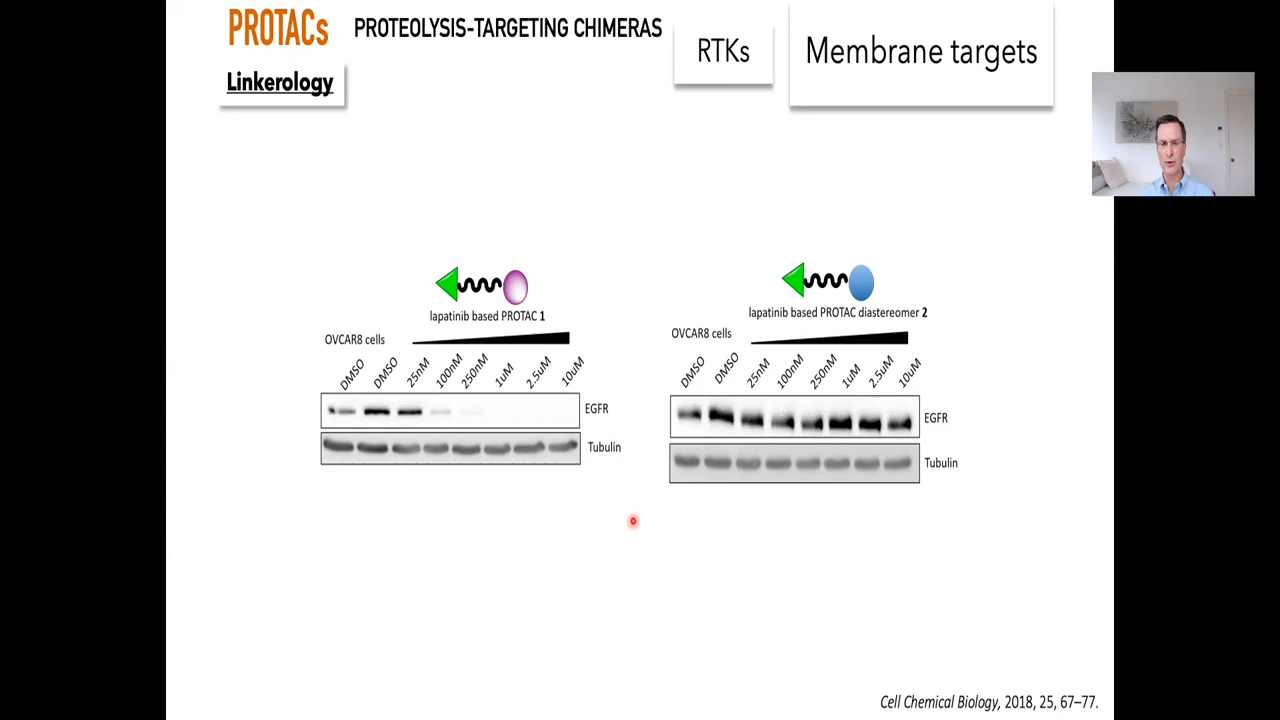 PROTACs
PROTEOLYSIS-TARGETING CHIMERAS
RTKs
Membrane targets
Linkerology
lapatinib based PROTAC 1
OVCAR8 cells
DMSO DMSO 25nM 100nM 250nM 1uM 2.5uM 10uM
EGFR
Tubulin
lapatinib based PROTAC diastereomer 2
OVCAR8 cells
DMSO DMSO 25nM 100nM 250nM 1uM 2.5uM 10uM
EGFR
Tubulin
Cell Chemical Biology, 2018, 25, 67–77.